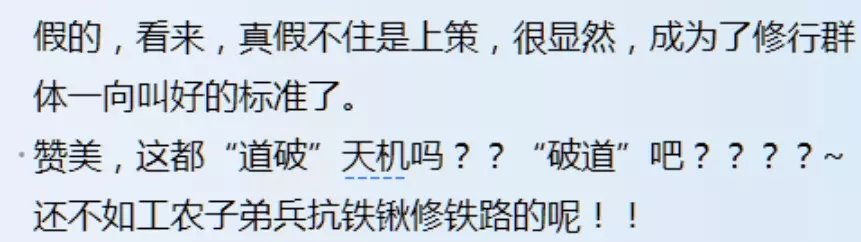 假的，看来，真假不住是上策，很显然，成为了修行群
体一向叫好的标准了。
·赞美，这都“道破”天机吗？？“破道”吧？？？？~
还不如工农子弟兵抗铁锹修铁路的呢！！